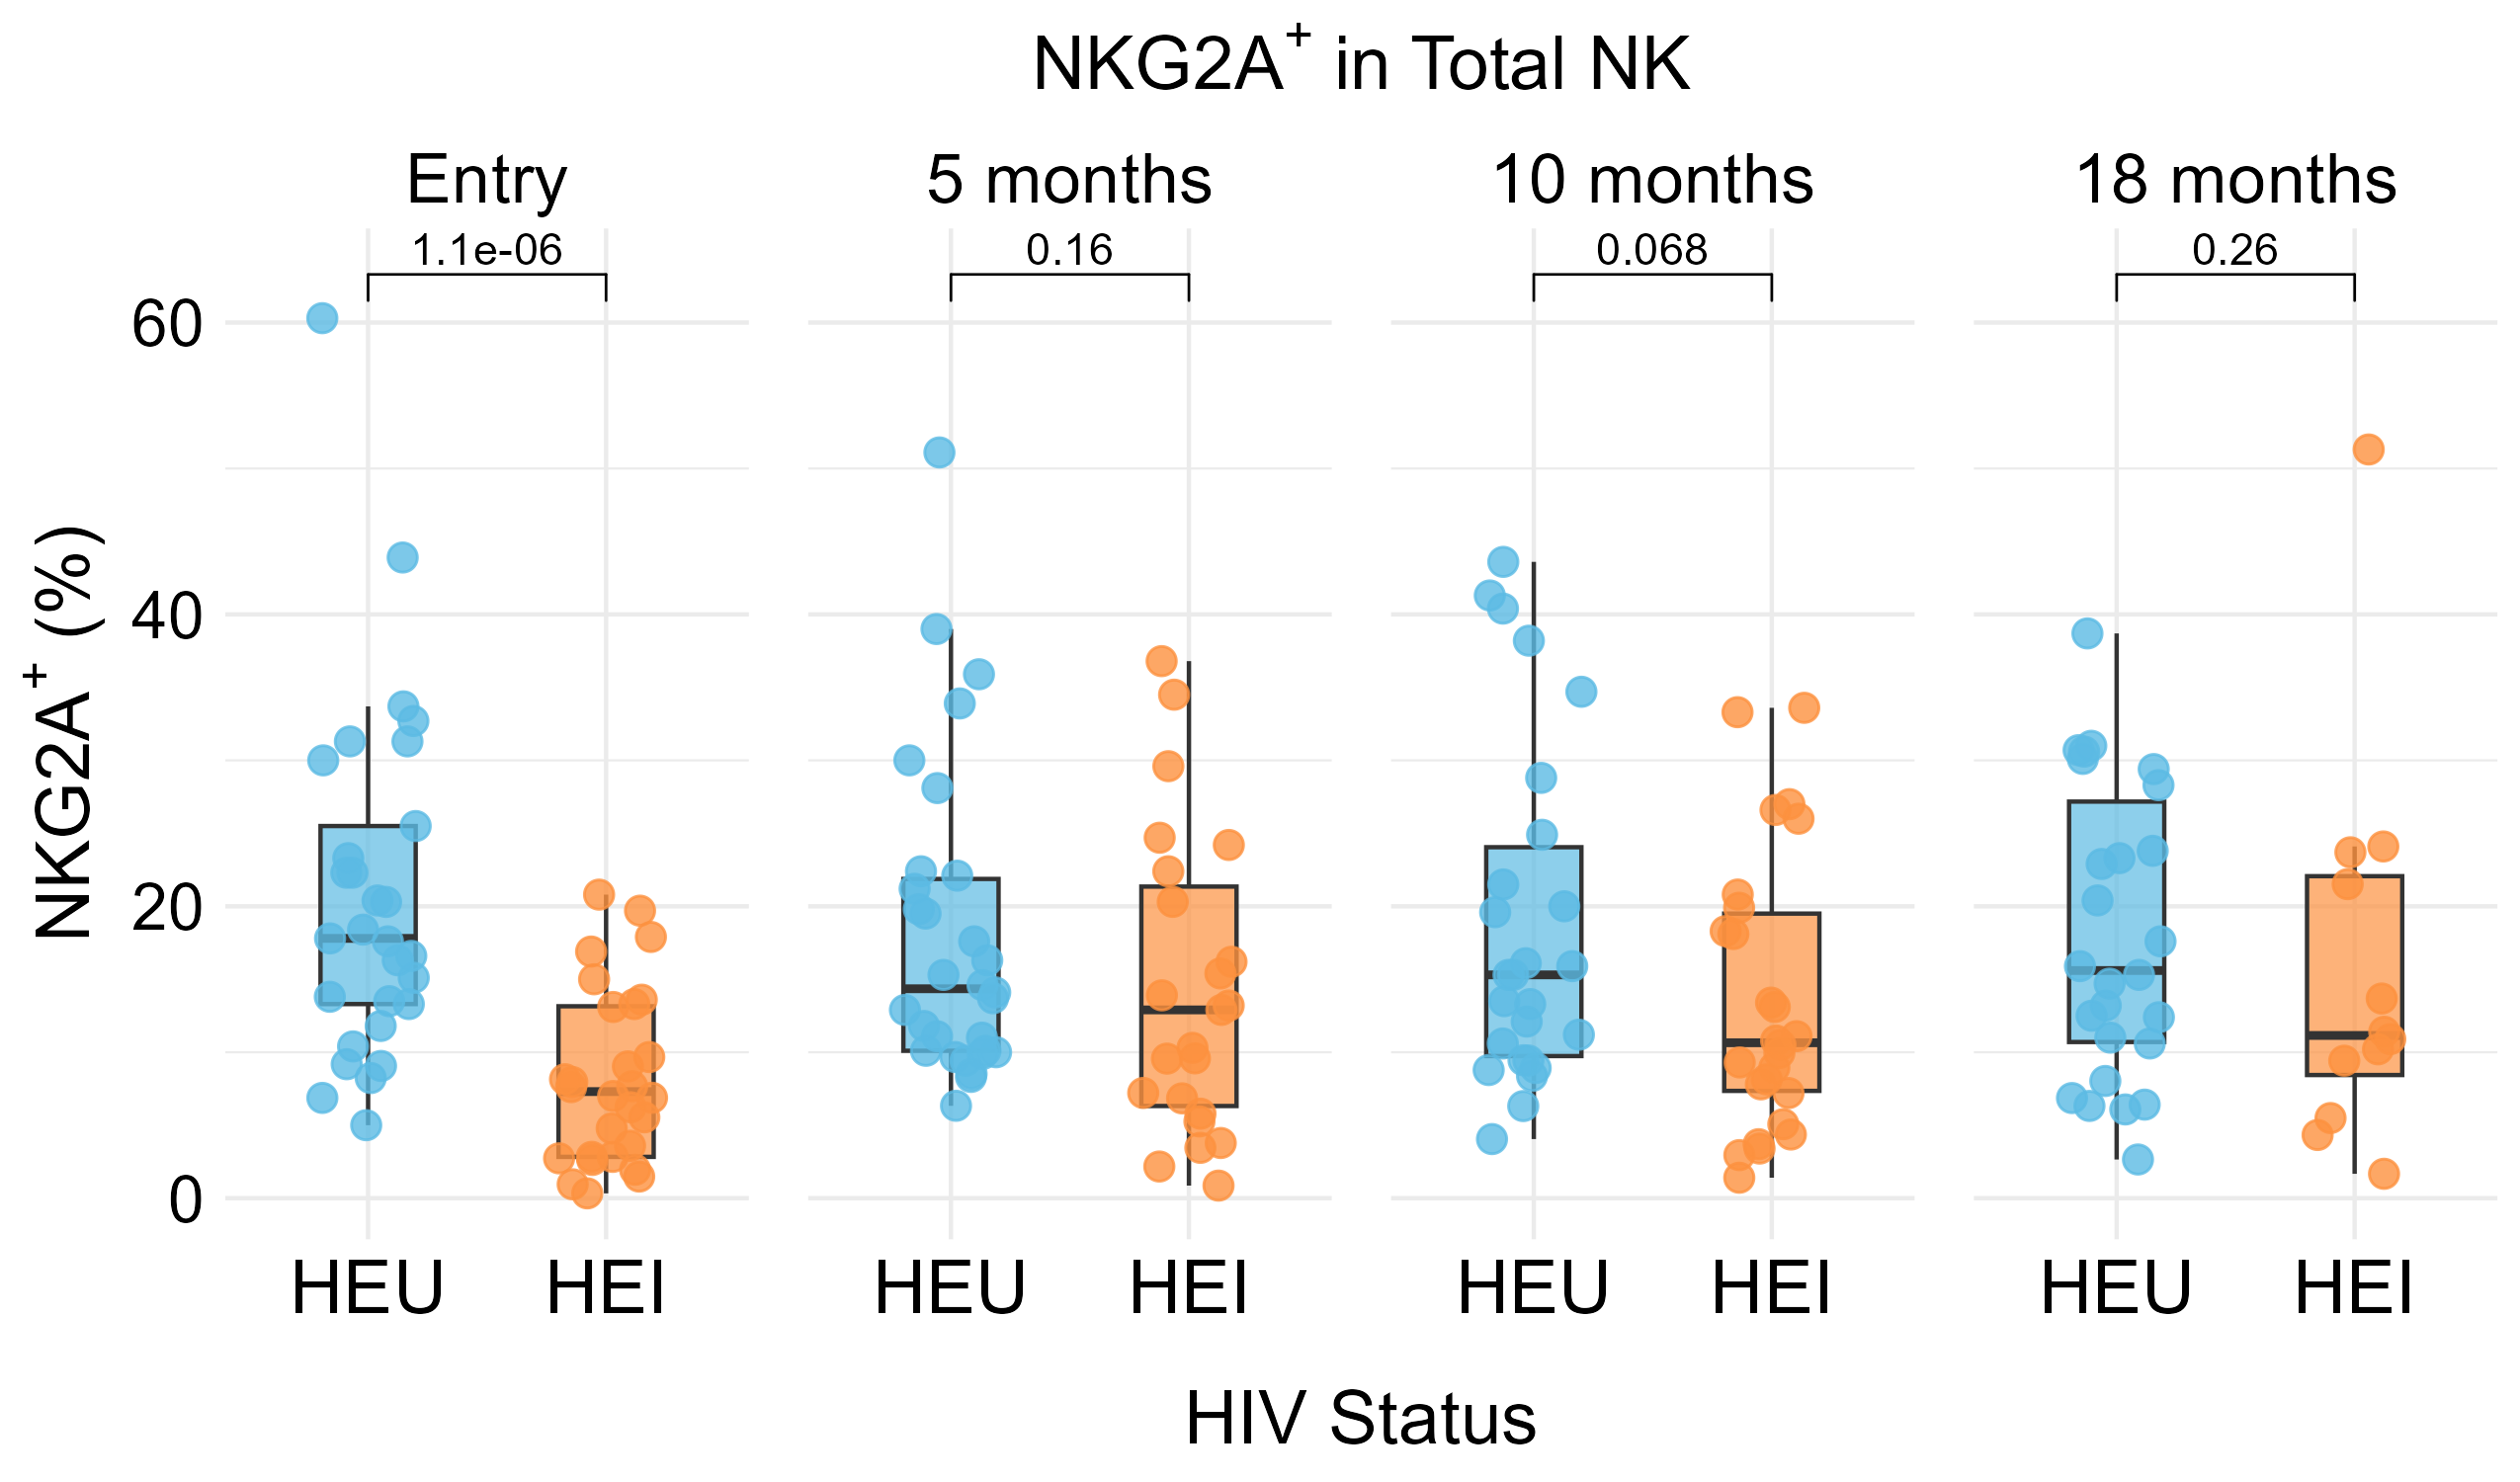 NKG2A⁺ in Total NK
Entry
5 months
10 months
18 months
1.1e-06
0.16
0.068
0.26
NKG2A⁺ (%)
60
40
20
0
HEU
HEI
HEU
HEI
HEU
HEI
HEU
HEI
HIV Status